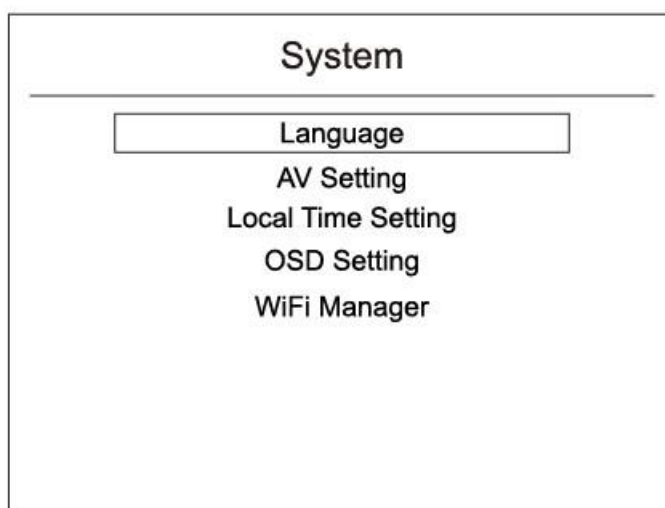 System
Language
AV Setting
Local Time Setting
OSD Setting
WiFi Manager